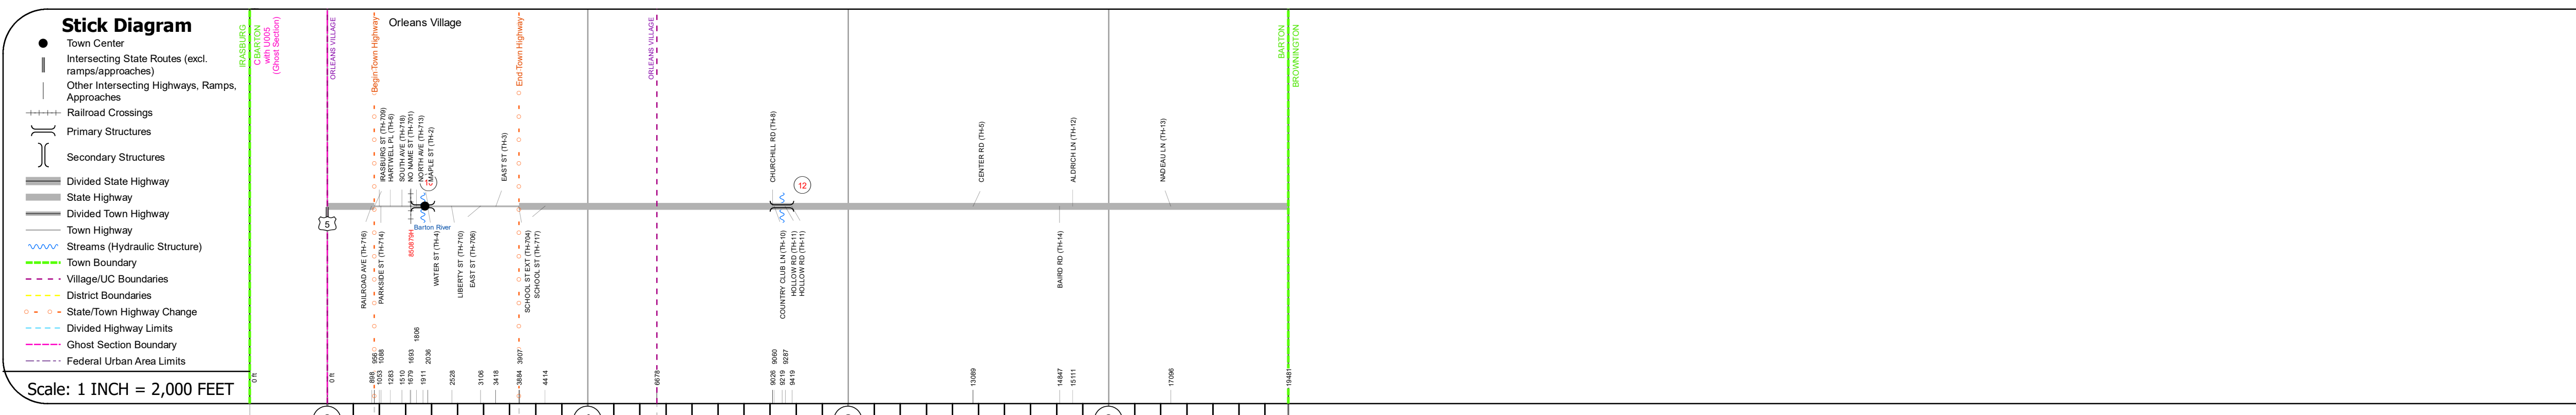 Stick Diagram
Town Center
Intersecting State Routes (excl.
ramps/approaches)
Other Intersecting Highways, Ramps,
Approaches
Railroad Crossings
Primary Structures
Secondary Structures
Divided State Highway
State Highway
Divided Town Highway
Town Highway
Streams (Hydraulic Structure)
Town Boundary
Village/UC Boundaries
District Boundaries
State/Town Highway Change
Divided Highway Limits
Ghost Section Boundary
Federal Urban Area Limits
Scale: 1 INCH = 2,000 FEET
IRASBURG
BARTON
C
with U005
(Ghost Section)
ORLEANS VILLAGE
Begin Town Highway
Orleans Village
End Town Highway
ORLEANS VILLAGE
BARTON
BROWNINGTON
IRASBURG ST (TH-709)
HARTWELL PL (TH-6)
SOUTH AVE (TH-718)
NO NAME ST (TH-701)
NORTH AVE (TH-713)
MAPLE ST (TH-2)
EAST ST (TH-3)
CHURCHILL RD (TH-8)
CENTER RD (TH-5)
ALDRICH LN (TH-12)
NADEAU LN (TH-13)
12
5
Barton River
RAILROAD AVE (TH-716)
PARKSIDE ST (TH-714)
WATER ST (TH-4)
LIBERTY ST (TH-710)
EAST ST (TH-706)
SCHOOL ST EXT (TH-704)
SCHOOL ST (TH-717)
COUNTRY CLUB LN (TH-10)
HOLLOW RD (TH-11)
HOLLOW RD (TH-11)
BAIRD RD (TH-14)
0 ft
0 ft
898
956
1053
1088
1283
1510
1679
1693
1806
1911
2036
2528
3106
3418
3884
3907
4414
6678
9026
9060
9219
9287
9419
13089
14847
15111
17096
19481